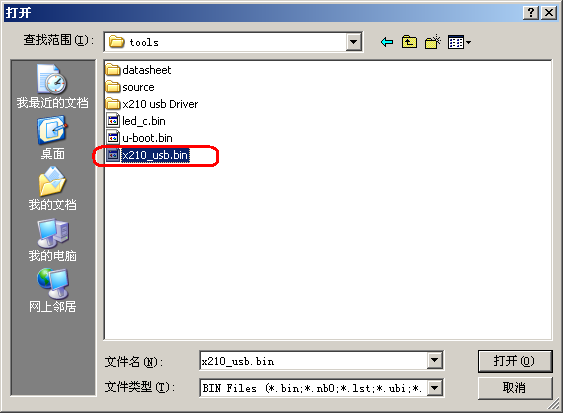 打开
查找范围(I):
tools
我最近的文档
桌面
我的文档
我的电脑
网上邻居
datasheet
source
x210 usb Driver
led_c.bin
u-boot.bin
x210_usb.bin
文件名(N):
x210_usb.bin
打开(O)
文件类型(T):
BIN Files (*.bin;*.nb0;*.lst;*.ubi;*.
取消